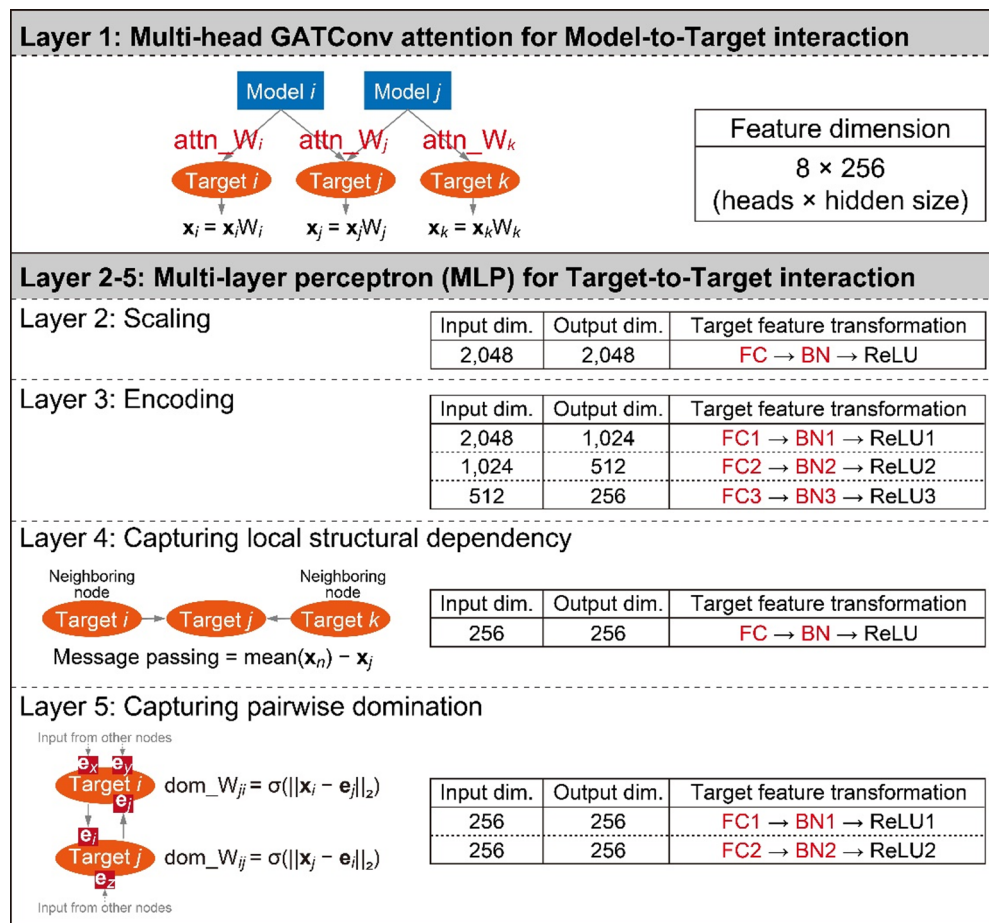 Layer 1: Multi-head GATConv attention for Model-to-Target interaction
Model i Model j
attn_Wi attn_Wj attn_Wk
Target i Target j Target k
xi = xiWi xj = xjWj xk = xkWk
Feature dimension
8 × 256
(heads × hidden size)
Layer 2-5: Multi-layer perceptron (MLP) for Target-to-Target interaction
Layer 2: Scaling
Input dim. Output dim. Target feature transformation
2,048 2,048 FC → BN → ReLU
Layer 3: Encoding
Input dim. Output dim. Target feature transformation
2,048 1,024 FC1 → BN1 → ReLU1
1,024 512 FC2 → BN2 → ReLU2
512 256 FC3 → BN3 → ReLU3
Layer 4: Capturing local structural dependency
Neighboring
node
Neighboring
node
Target i Target j Target k
Message passing = mean(xn) − xj
Input dim. Output dim. Target feature transformation
256 256 FC → BN → ReLU
Layer 5: Capturing pairwise domination
Input from other nodes
ex ey
Target i
ej
dom_Wji = σ(||xi − ej||₂)
ei
Target j
ez
dom_Wij = σ(||xj − ei||₂)
Input from other nodes
Input dim. Output dim. Target feature transformation
256 256 FC1 → BN1 → ReLU1
256 256 FC2 → BN2 → ReLU2